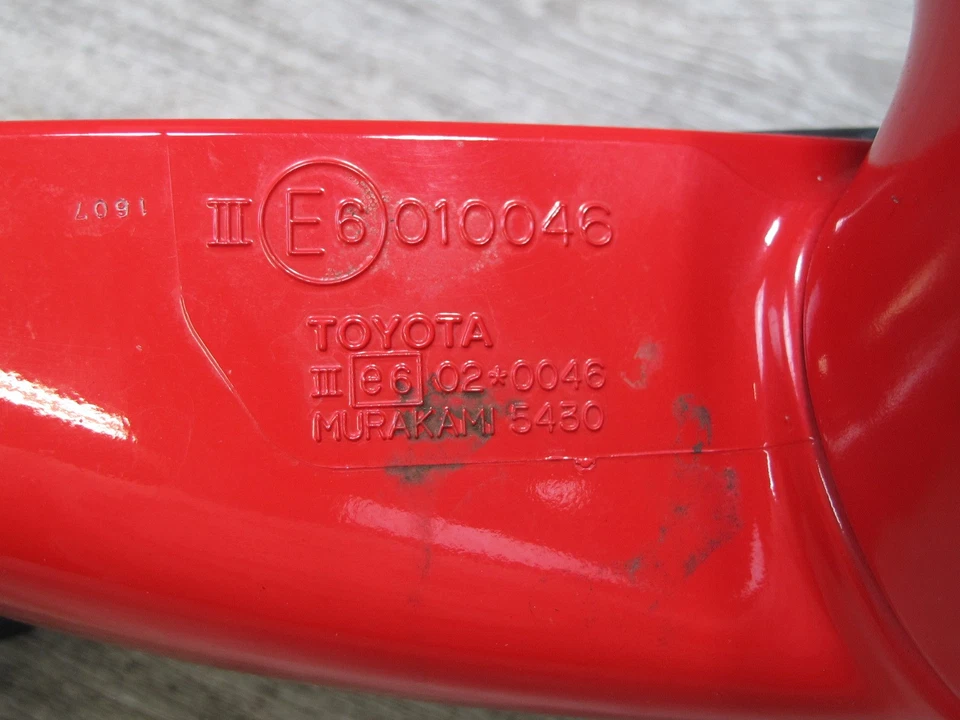 III E6 010046
TOYOTA
III e6 02*0046
MURAKAMI 5430
1607